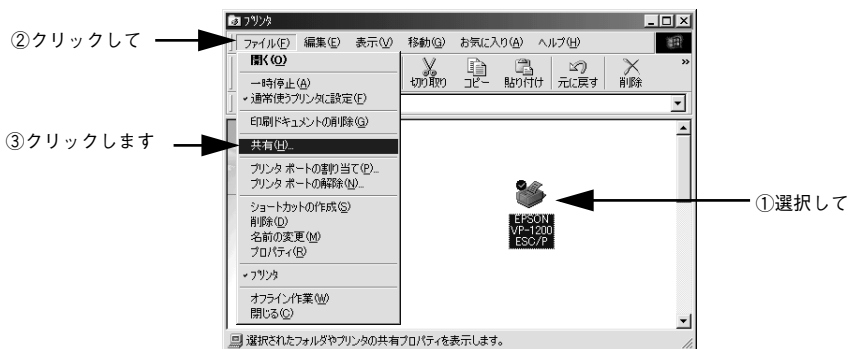 プリンタ
②クリックして
ファイル(F) 編集(E) 表示(V) 移動(G) お気に入り(A) ヘルプ(H)
開く(O)
一時停止(A)
通常使うプリンタに設定(F)
印刷ドキュメントの削除(G)
③クリックします
共有(H)...
プリンタ ポートの割り当て(P)...
プリンタ ポートの解除(N)...
ショートカットの作成(S)
削除(D)
名前の変更(M)
プロパティ(R)
プリンタ
オフライン作業(W)
閉じる(C)
切り取り コピー 貼り付け 元に戻す 削除 »
①選択して
EPSON
VP-1200
ESC/P
選択されたフォルダやプリンタの共有プロパティを表示します。